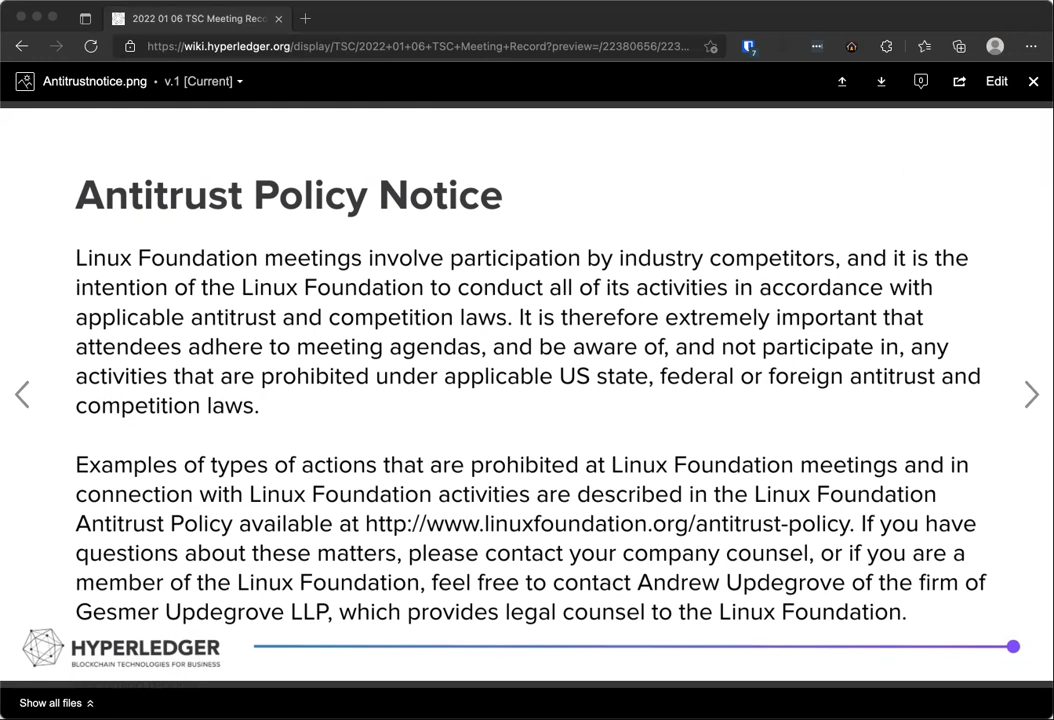 2022 01 06 TSC Meeting Reco
https://wiki.hyperledger.org/display/TSC/2022+01+06+TSC+Meeting+Record?preview=/22380656/223...
7
Antitrustnotice.png • v.1 [Current]
0
Edit
Antitrust Policy Notice
Linux Foundation meetings involve participation by industry competitors, and it is the
intention of the Linux Foundation to conduct all of its activities in accordance with
applicable antitrust and competition laws. It is therefore extremely important that
attendees adhere to meeting agendas, and be aware of, and not participate in, any
activities that are prohibited under applicable US state, federal or foreign antitrust and
competition laws.
Examples of types of actions that are prohibited at Linux Foundation meetings and in
connection with Linux Foundation activities are described in the Linux Foundation
Antitrust Policy available at http://www.linuxfoundation.org/antitrust-policy. If you have
questions about these matters, please contact your company counsel, or if you are a
member of the Linux Foundation, feel free to contact Andrew Updegrove of the firm of
Gesmer Updegrove LLP, which provides legal counsel to the Linux Foundation.
HYPERLEDGER
BLOCKCHAIN TECHNOLOGIES FOR BUSINESS
Show all files